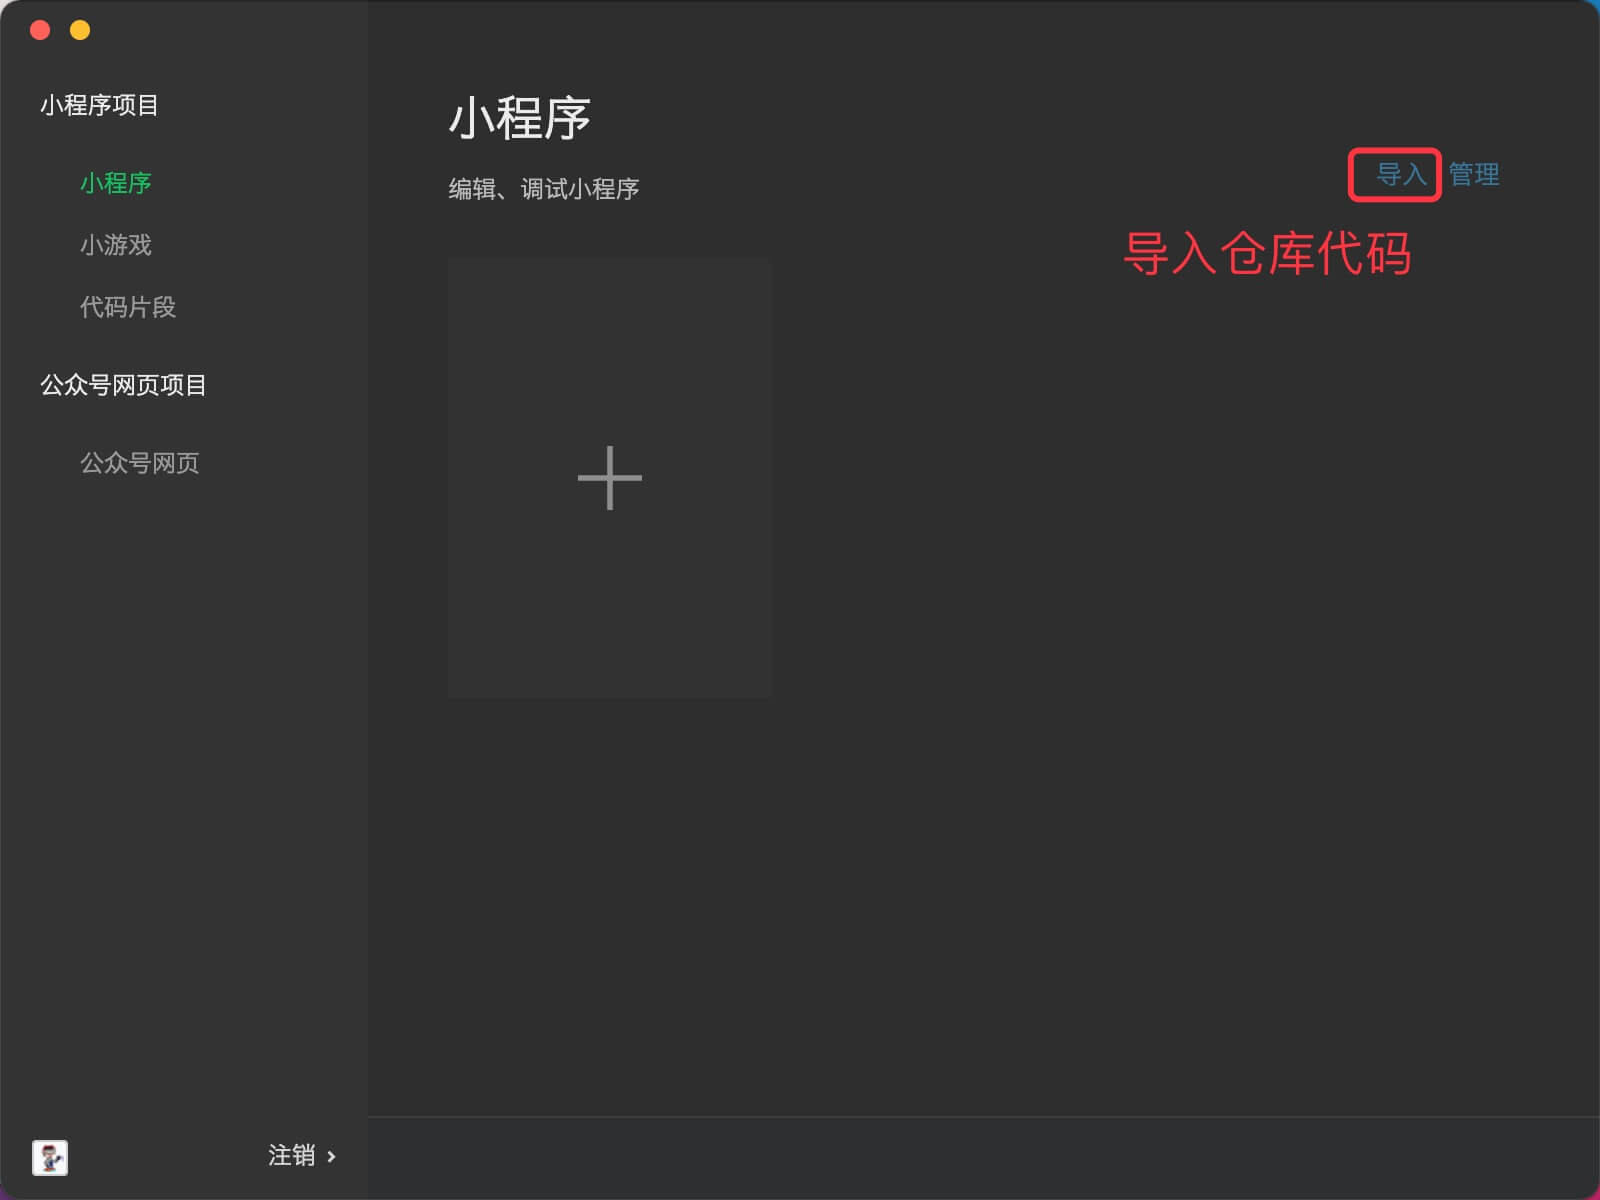 小程序项目
小程序
小游戏
代码片段
公众号网页项目
公众号网页
注销
小程序
编辑、调试小程序
导入 管理
导入仓库代码